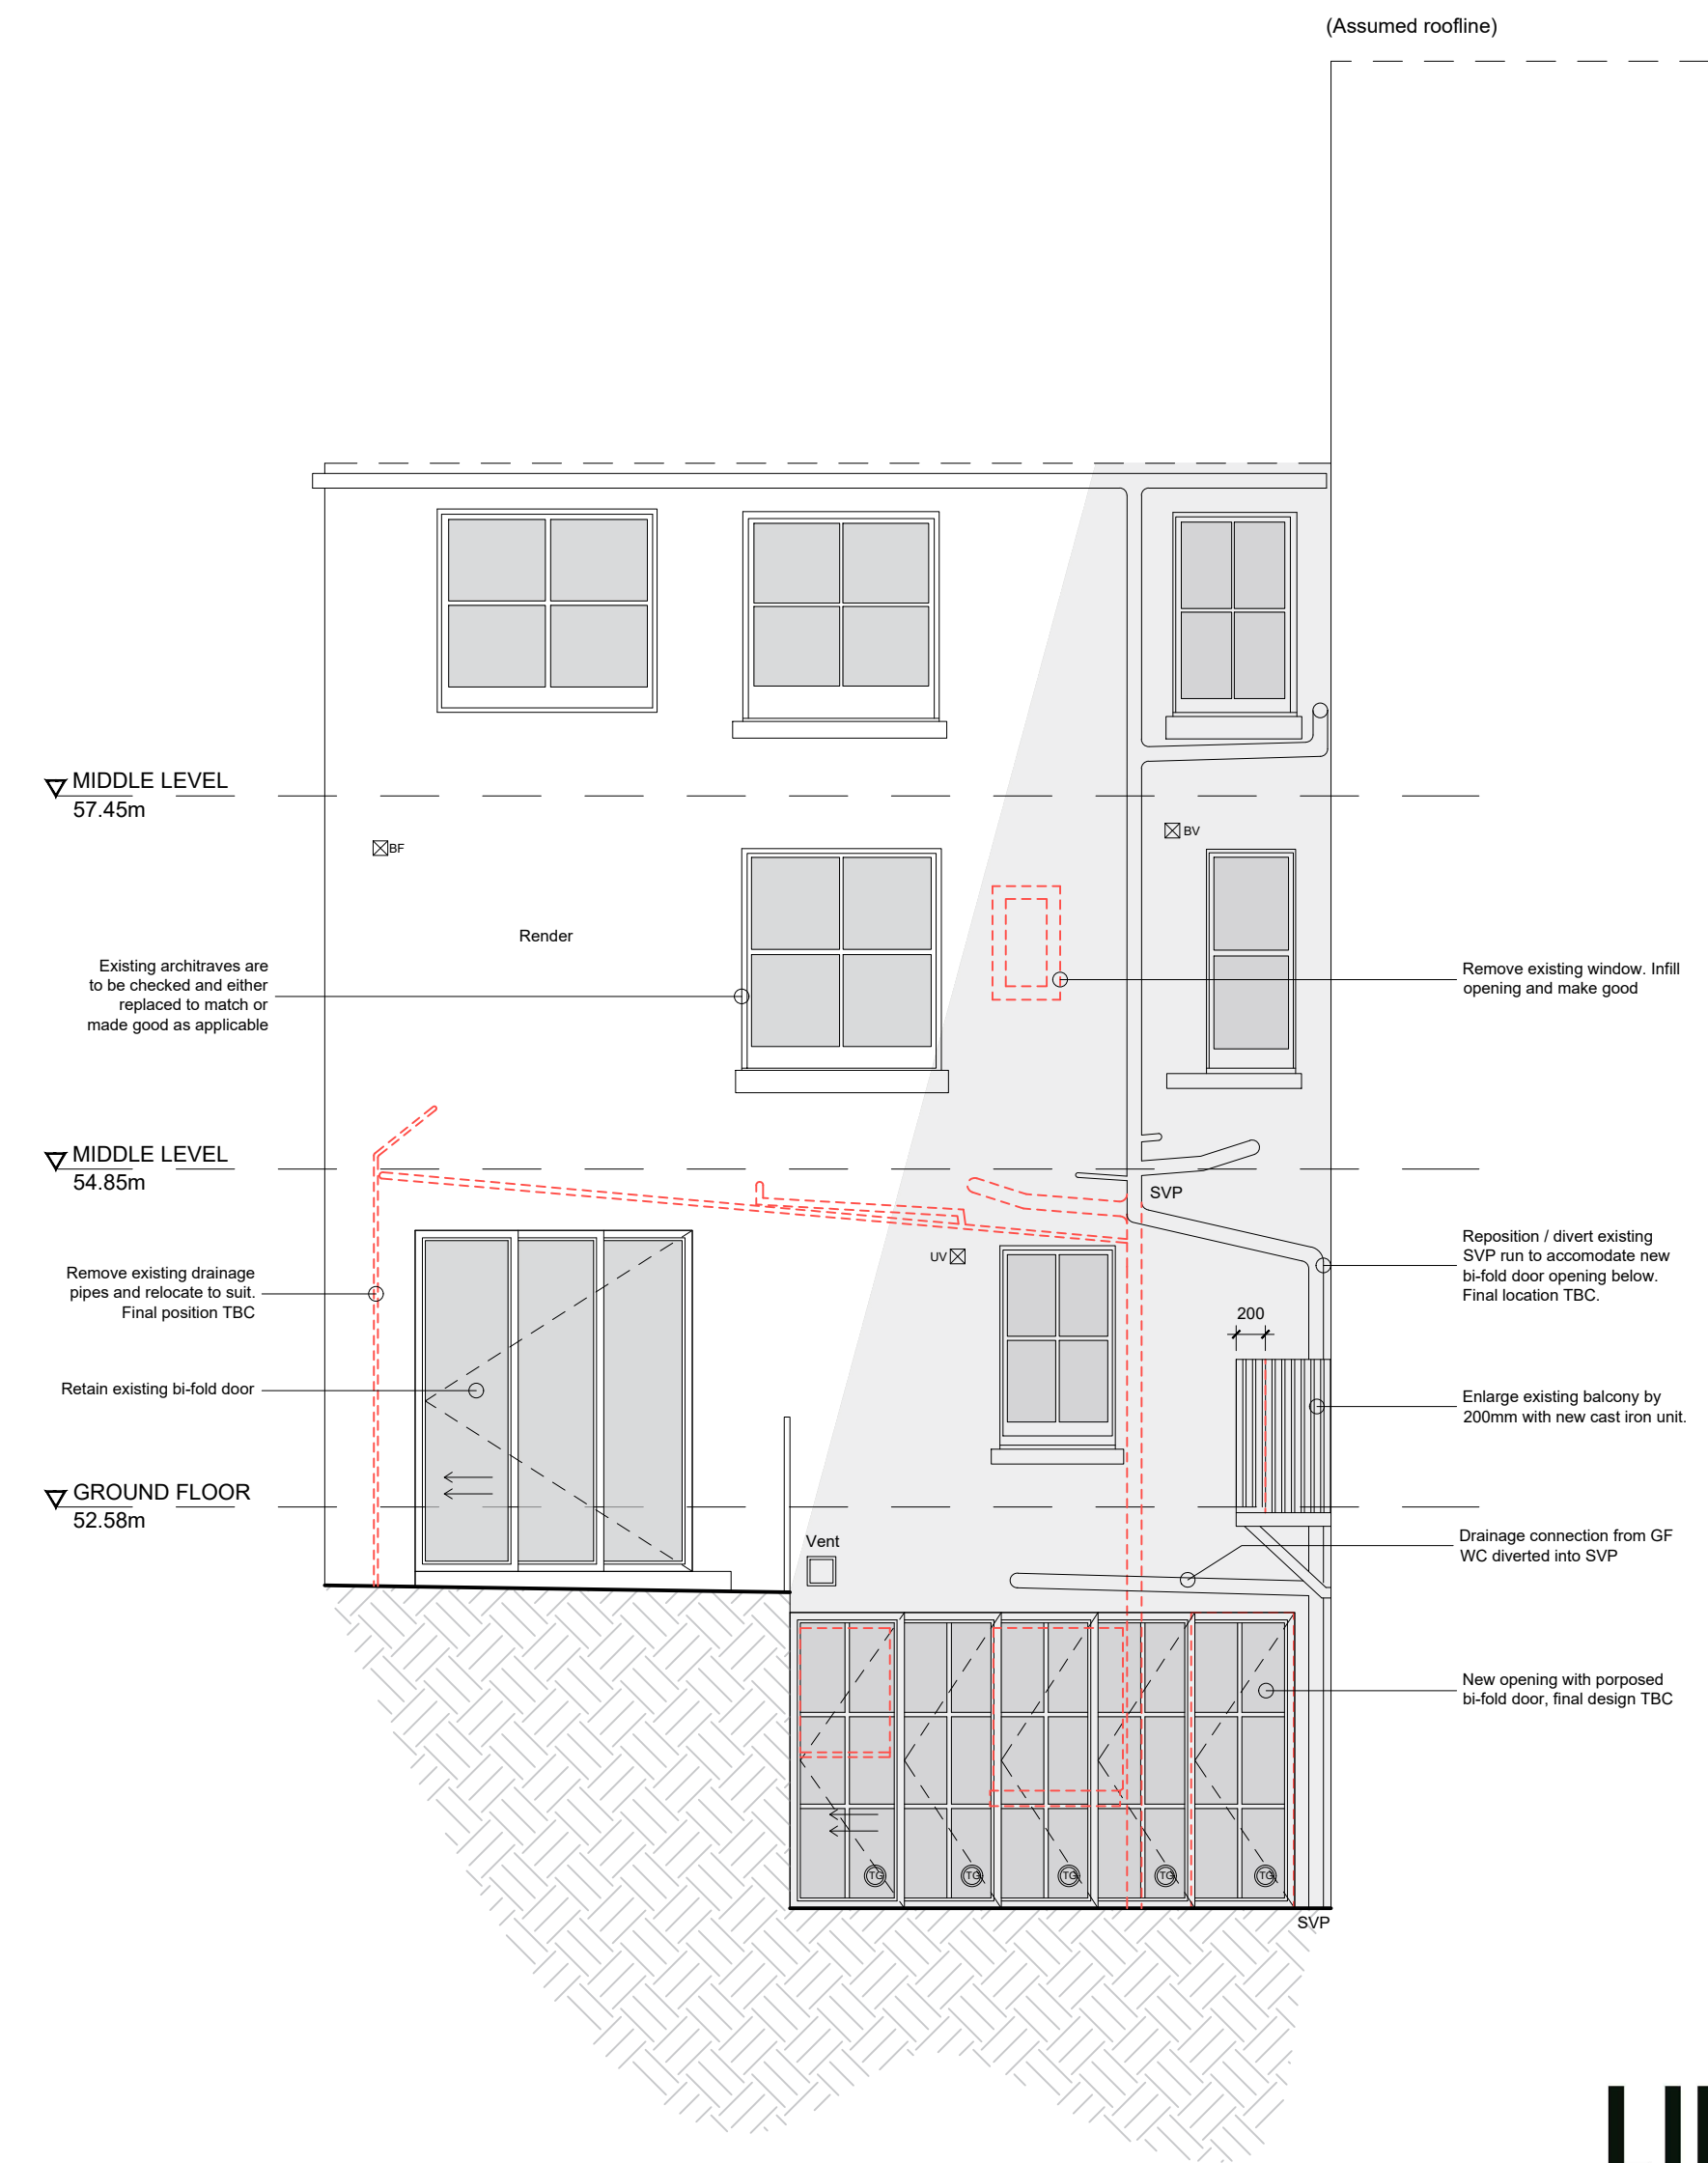 (Assumed roofline)
MIDDLE LEVEL
57.45m
BF
BV
Render
Existing architraves are
to be checked and either
replaced to match or
made good as applicable
Remove existing window. Infill
opening and make good
MIDDLE LEVEL
54.85m
SVP
UV
Reposition / divert existing
SVP run to accomodate new
bi-fold door opening below.
Final location TBC.
Remove existing drainage
pipes and relocate to suit.
Final position TBC
200
Retain existing bi-fold door
Enlarge existing balcony by
200mm with new cast iron unit.
GROUND FLOOR
52.58m
Vent
Drainage connection from GF
WC diverted into SVP
New opening with porposed
bi-fold door, final design TBC
TG
TG
TG
TG
TG
SVP